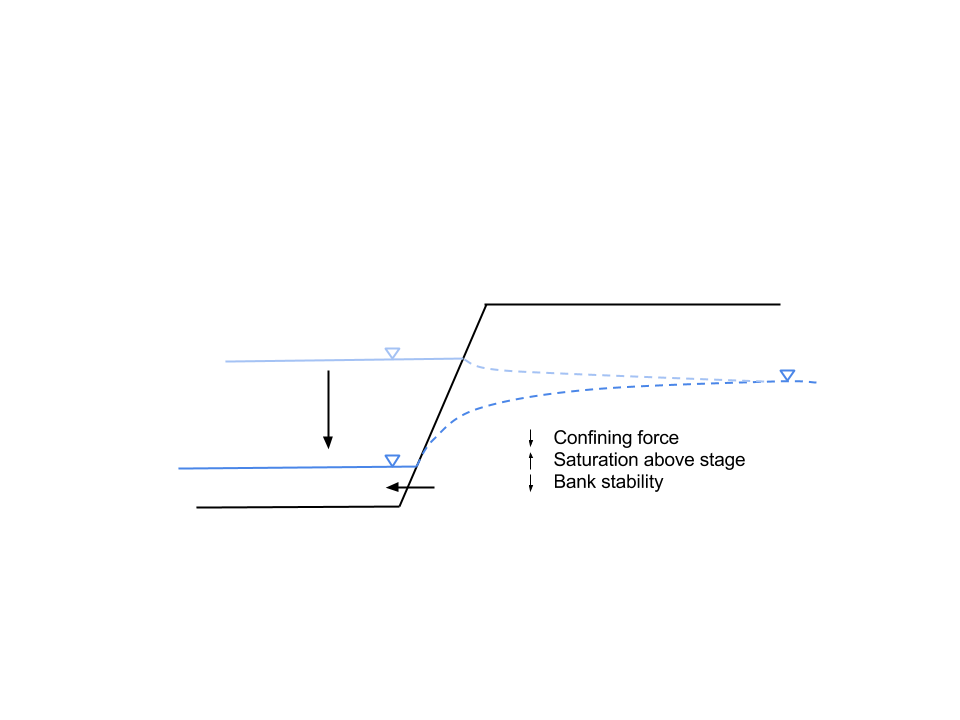 ↓ Confining force
↑ Saturation above stage
↓ Bank stability